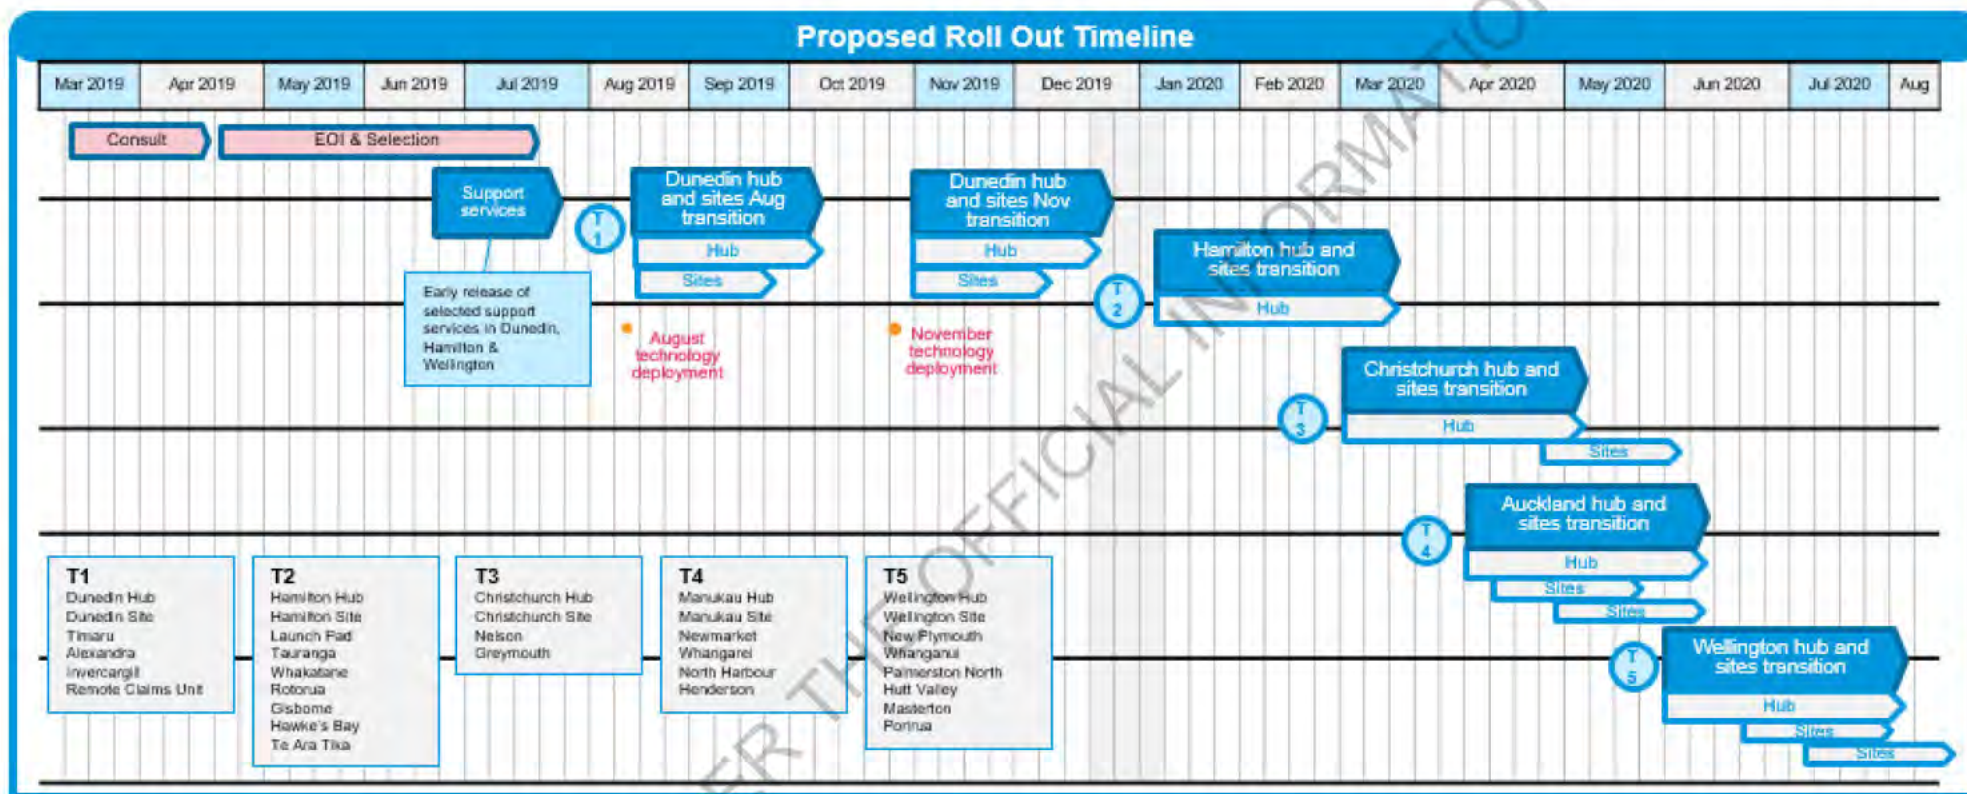 Proposed Roll Out Timeline
Mar 2019 Apr 2019 May 2019 Jun 2019 Jul 2019 Aug 2019 Sep 2019 Oct 2019 Nov 2019 Dec 2019 Jan 2020 Feb 2020 Mar 2020 Apr 2020 May 2020 Jun 2020 Jul 2020 Aug
Consult
EOI & Selection
Support
services
Early release of
selected support
services in Dunedin,
Hamilton &
Wellington
T
1
Dunedin hub
and sites Aug
transition
Hub
Sites
August
technology
deployment
Dunedin hub
and sites Nov
transition
Hub
Sites
November
technology
deployment
T
2
Hamilton hub and
sites transition
Hub
T
3
Christchurch hub and
sites transition
Hub
Sites
T
4
Auckland hub and
sites transition
Hub
Sites
Sites
T
5
Wellington hub and
sites transition
Hub
Sites
Sites
T1
Dunedin Hub
Dunedin Site
Timaru
Alexandra
Invercargill
Remote Claims Unit
T2
Hamilton Hub
Hamilton Site
Launch Pad
Tauranga
Whakatane
Rotorua
Gisborne
Hawke's Bay
Te Ara Tika
T3
Christchurch Hub
Christchurch Site
Nelson
Greymouth
T4
Manukau Hub
Manukau Site
Newmarket
Whangarei
North Harbour
Henderson
T5
Wellington Hub
Wellington Site
New Plymouth
Whanganui
Palmerston North
Hutt Valley
Masterton
Porirua
ER THE OFFICIAL INFORMATION